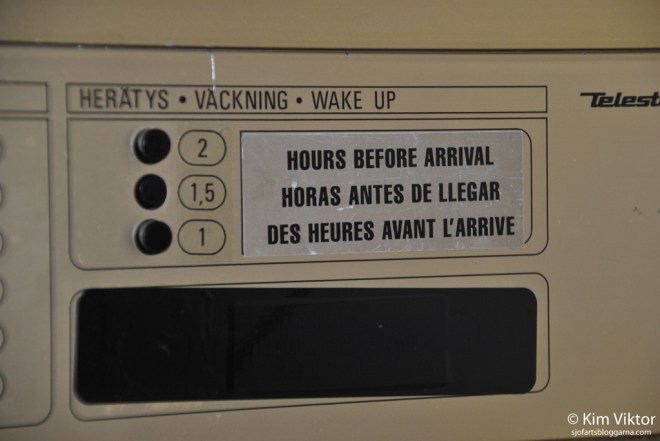 HERÄTYS • VÄCKNING • WAKE UP
2
1,5
1
HOURS BEFORE ARRIVAL
HORAS ANTES DE LLEGAR
DES HEURES AVANT L'ARRIVE
© Kim Viktor
sjofartsbloggarna.com